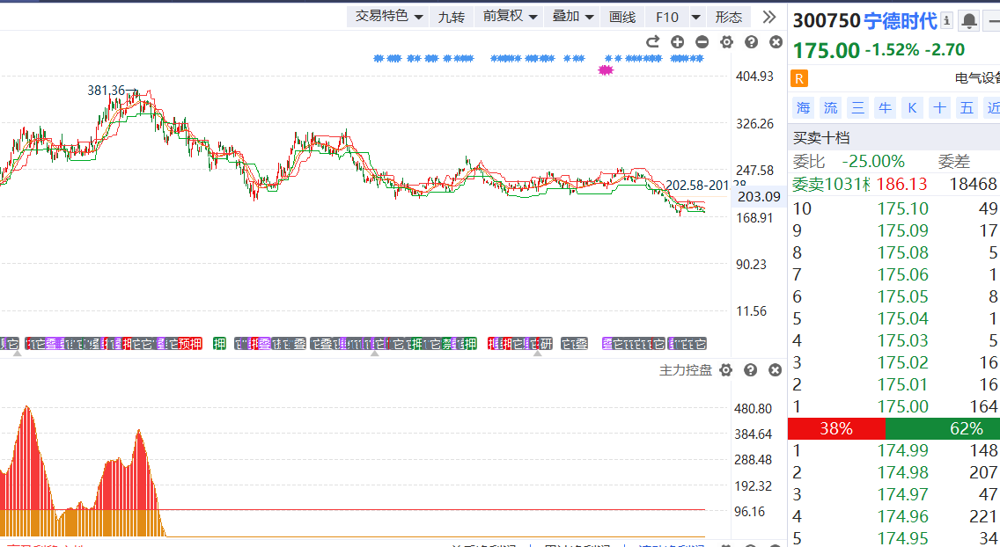 交易特色 九转 前复权 叠加 画线 F10 形态
300750 宁德时代
175.00 -1.52% -2.70
R 电气设备
海 流 三 牛 K 十 五 近
买卖十档
委比 -25.00% 委差
委卖1031 186.13 18468
10 175.10 49
9 175.09 17
8 175.08 5
7 175.06 1
6 175.05 8
5 175.04 1
4 175.03 5
3 175.02 16
2 175.01 16
1 175.00 164
38% 62%
1 174.99 148
2 174.98 207
3 174.97 47
4 174.96 221
5 174.95 34
404.93
381.36
326.26
247.58
202.58-201
203.09
168.91
90.23
11.56
主力控盘
480.80
384.64
288.48
192.32
96.16